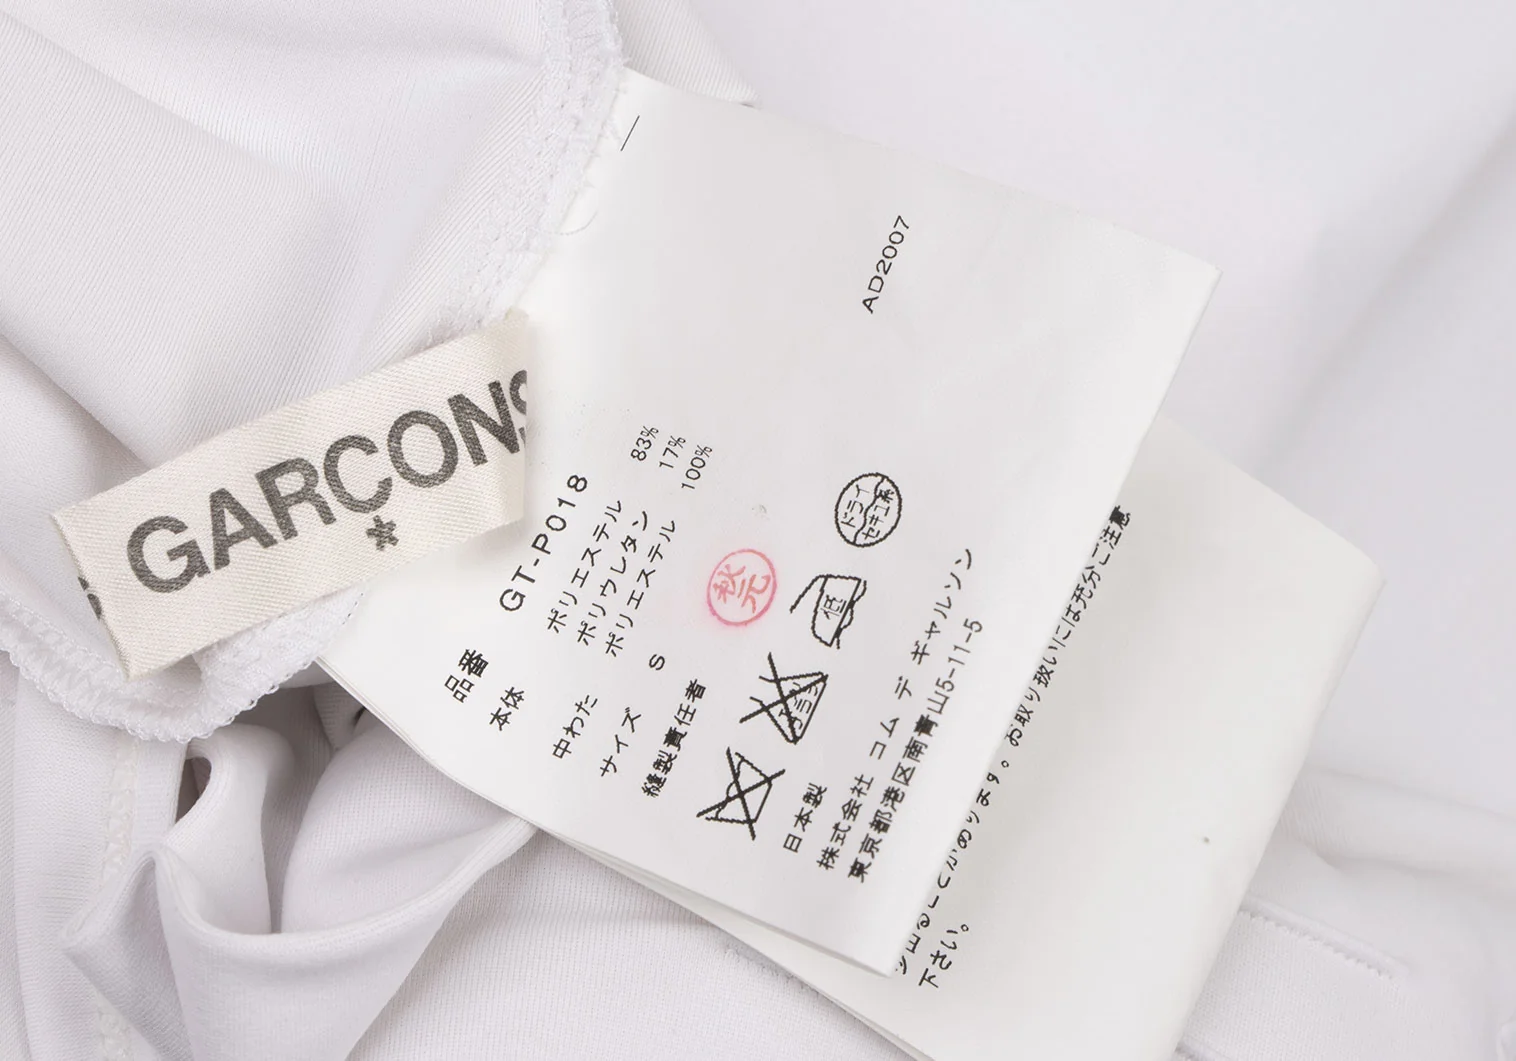 GARCONS
*
AD2007
品番 GT-P018
本体 ポリエステル 83%
ポリウレタン 17%
中わた ポリエステル 100%
サイズ S
縫製責任者 秋元
ドライ
セキユ系
低
日本製
株式会社 コム デ ギャルソン
東京都港区南青山5-11-5
お取り扱いには充分ご注意
下さい。